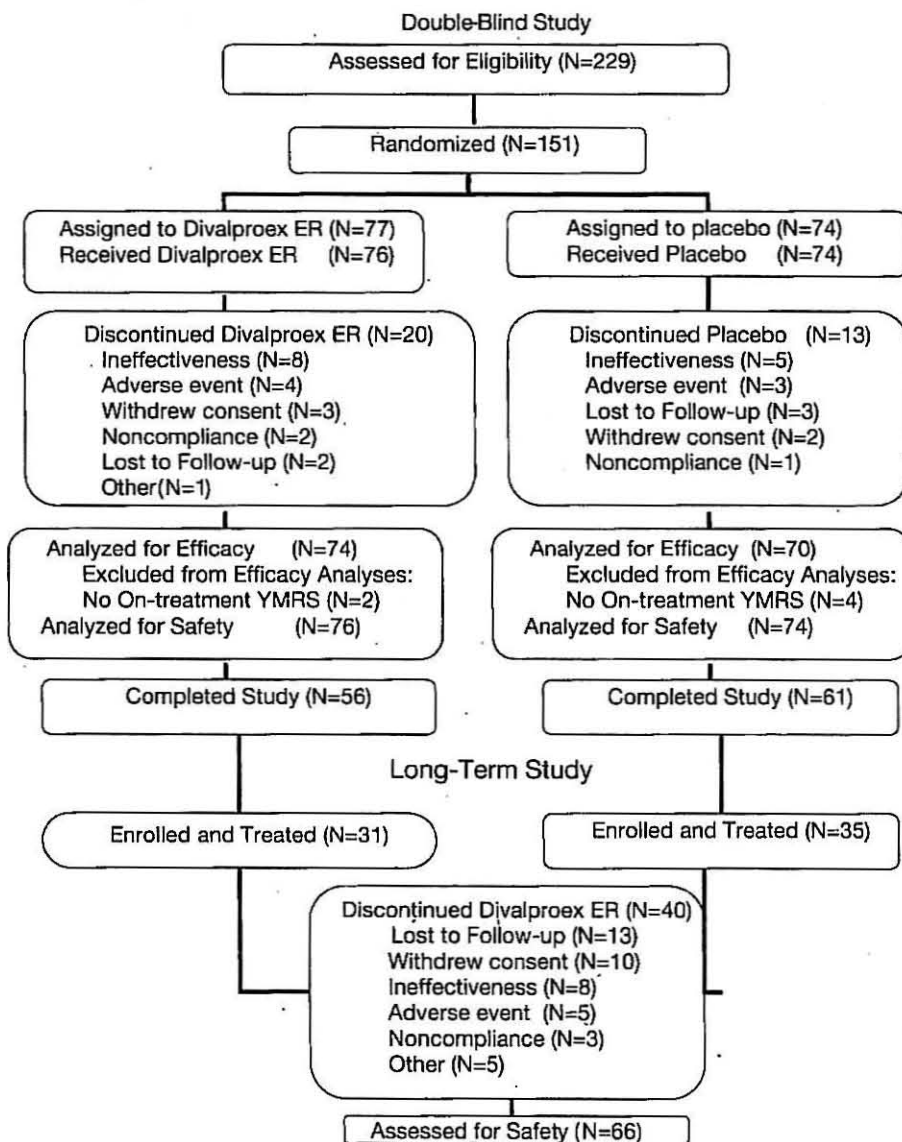 Double-Blind Study
Assessed for Eligibility (N=229)
Randomized (N=151)
Assigned to Divalproex ER (N=77)
Received Divalproex ER (N=76)
Assigned to placebo (N=74)
Received Placebo (N=74)
Discontinued Divalproex ER (N=20)
Ineffectiveness (N=8)
Adverse event (N=4)
Withdrew consent (N=3)
Noncompliance (N=2)
Lost to Follow-up (N=2)
Other(N=1)
Discontinued Placebo (N=13)
Ineffectiveness (N=5)
Adverse event (N=3)
Lost to Follow-up (N=3)
Withdrew consent (N=2)
Noncompliance (N=1)
Analyzed for Efficacy (N=74)
Excluded from Efficacy Analyses:
No On-treatment YMRS (N=2)
Analyzed for Safety (N=76)
Analyzed for Efficacy (N=70)
Excluded from Efficacy Analyses:
No On-treatment YMRS (N=4)
Analyzed for Safety (N=74)
Completed Study (N=56)
Completed Study (N=61)
Long-Term Study
Enrolled and Treated (N=31)
Enrolled and Treated (N=35)
Discontinued Divalproex ER (N=40)
Lost to Follow-up (N=13)
Withdrew consent (N=10)
Ineffectiveness (N=8)
Adverse event (N=5)
Noncompliance (N=3)
Other (N=5)
Assessed for Safety (N=66)